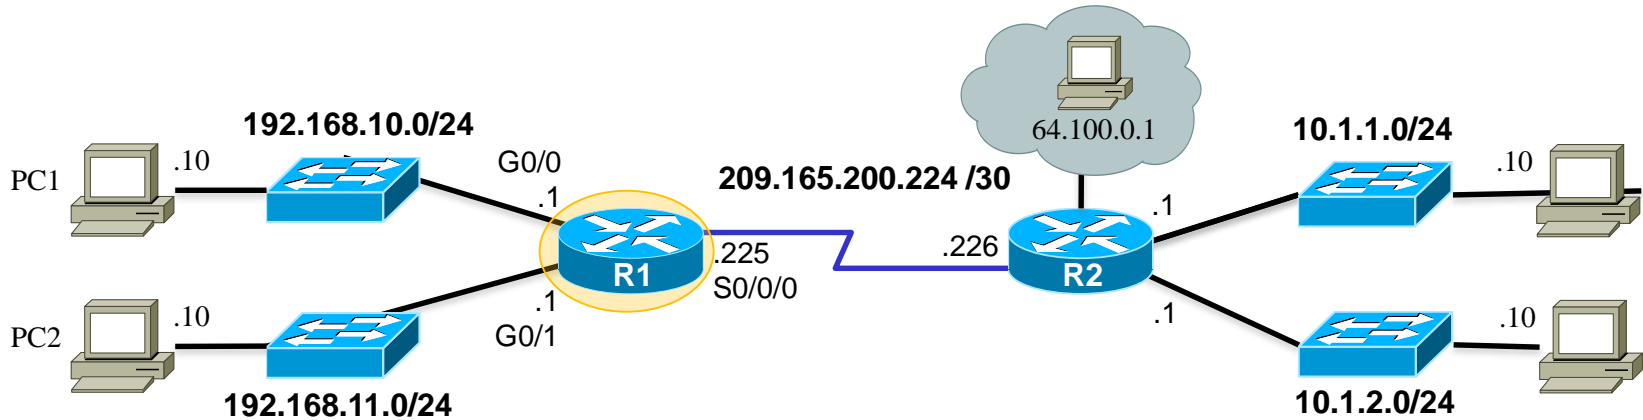 64.100.0.1
192.168.10.0/24
10.1.1.0/24
PC1
.10
G0/0
.1
209.165.200.224 /30
.10
.1
R1
.225
S0/0/0
.226
R2
.1
G0/1
.1
PC2
.10
.10
192.168.11.0/24
10.1.2.0/24